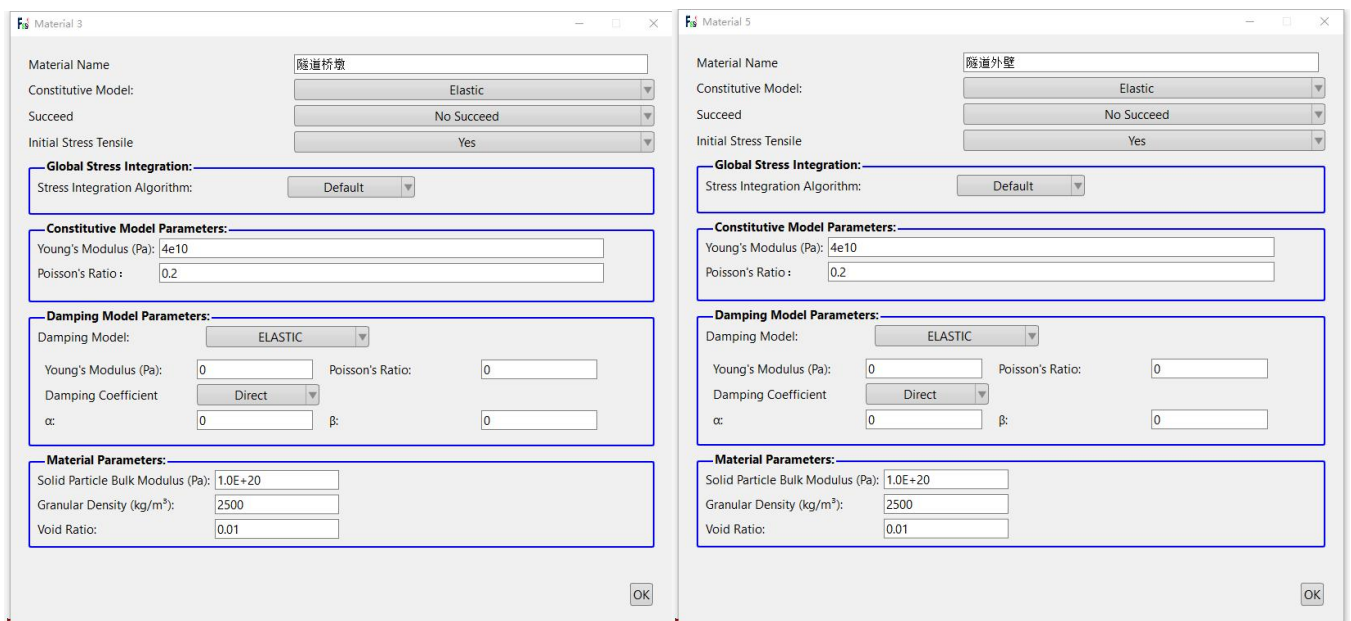 Material 3
Material Name 隧道桥墩
Constitutive Model: Elastic
Succeed No Succeed
Initial Stress Tensile Yes
Global Stress Integration:
Stress Integration Algorithm: Default
Constitutive Model Parameters:
Young's Modulus (Pa): 4e10
Poisson's Ratio: 0.2
Damping Model Parameters:
Damping Model: ELASTIC
Young's Modulus (Pa): 0 Poisson's Ratio: 0
Damping Coefficient Direct
α: 0 β: 0
Material Parameters:
Solid Particle Bulk Modulus (Pa): 1.0E+20
Granular Density (kg/m³): 2500
Void Ratio: 0.01
OK
Material 5
Material Name 隧道外壁
Constitutive Model: Elastic
Succeed No Succeed
Initial Stress Tensile Yes
Global Stress Integration:
Stress Integration Algorithm: Default
Constitutive Model Parameters:
Young's Modulus (Pa): 4e10
Poisson's Ratio: 0.2
Damping Model Parameters:
Damping Model: ELASTIC
Young's Modulus (Pa): 0 Poisson's Ratio: 0
Damping Coefficient Direct
α: 0 β: 0
Material Parameters:
Solid Particle Bulk Modulus (Pa): 1.0E+20
Granular Density (kg/m³): 2500
Void Ratio: 0.01
OK